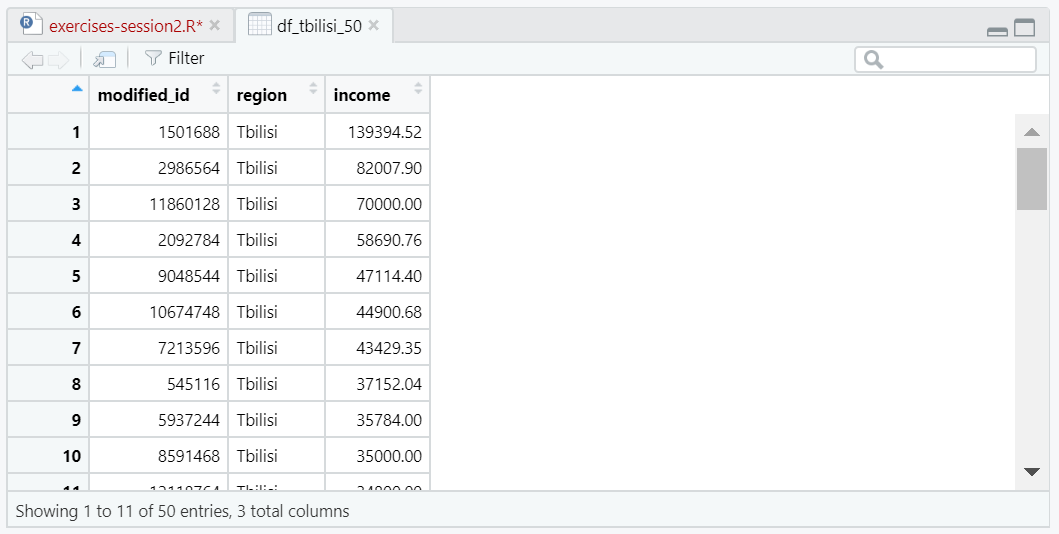 exercises-session2.R* df_tbilisi_50
Filter
modified_id region income
1 1501688 Tbilisi 139394.52
2 2986564 Tbilisi 82007.90
3 11860128 Tbilisi 70000.00
4 2092784 Tbilisi 58690.76
5 9048544 Tbilisi 47114.40
6 10674748 Tbilisi 44900.68
7 7213596 Tbilisi 43429.35
8 545116 Tbilisi 37152.04
9 5937244 Tbilisi 35784.00
10 8591468 Tbilisi 35000.00
11 Tbilisi
Showing 1 to 11 of 50 entries, 3 total columns